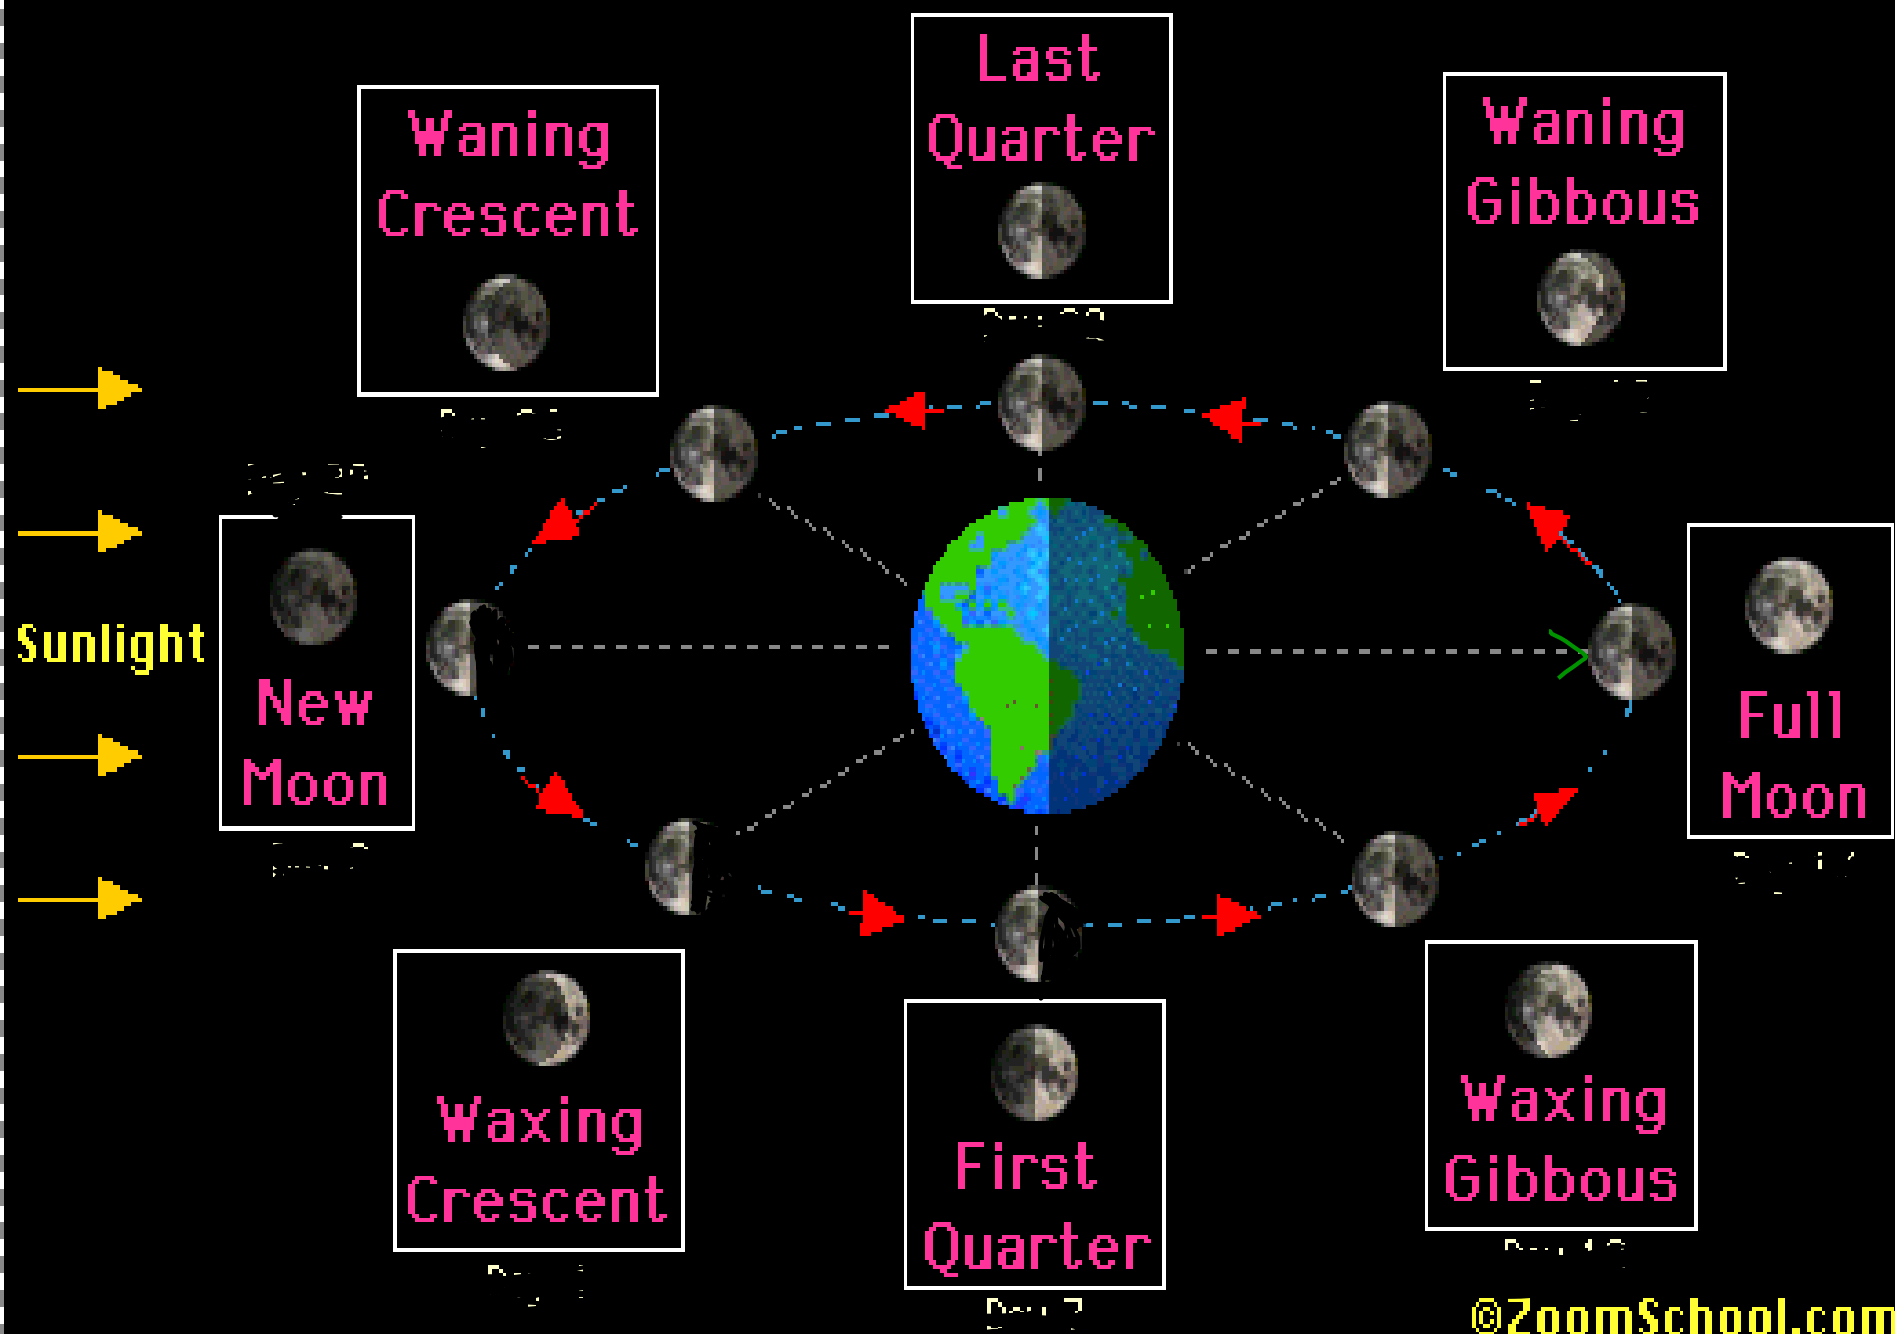 Last
Quarter
Waning
Crescent
Waning
Gibbous
Sunlight
New
Moon
Full
Moon
Waxing
Crescent
First
Quarter
Waxing
Gibbous
©ZoomSchool.com